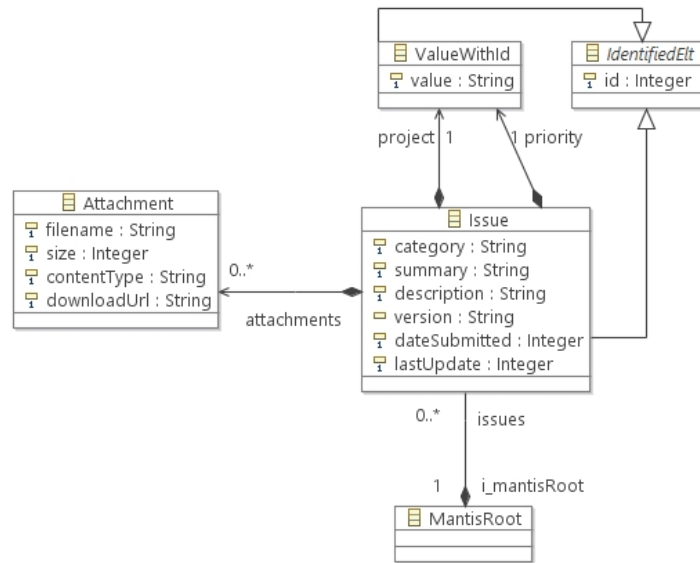 ValueWithId
value : String
IdentifiedElt
id : Integer
project 1
1 priority
Attachment
filename : String
size : Integer
contentType : String
downloadUrl : String
0..*
attachments
Issue
category : String
summary : String
description : String
version : String
dateSubmitted : Integer
lastUpdate : Integer
0..*
issues
1
i_mantisRoot
MantisRoot